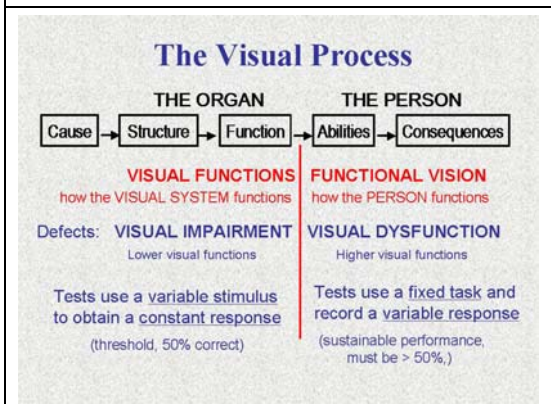 The Visual Process
THE ORGAN THE PERSON
Cause Structure Function Abilities Consequences
VISUAL FUNCTIONS
how the VISUAL SYSTEM functions
FUNCTIONAL VISION
how the PERSON functions
Defects: VISUAL IMPAIRMENT
Lower visual functions
VISUAL DYSFUNCTION
Higher visual functions
Tests use a variable stimulus
to obtain a constant response
(threshold, 50% correct)
Tests use a fixed task and
record a variable response
(sustainable performance,
must be > 50%,)